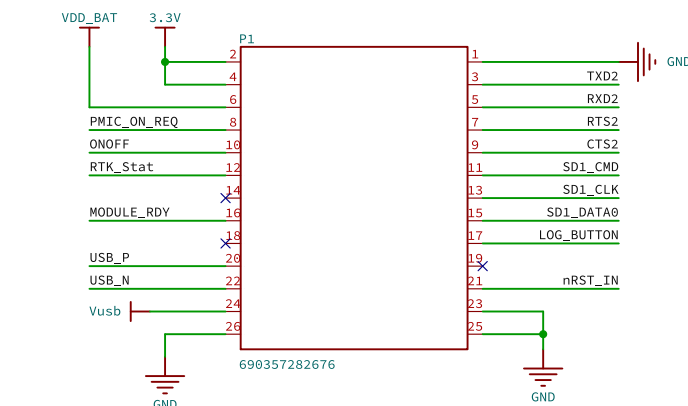 VDD_BAT 3.3V
P1
2 1 GND
4 3 TXD2
6 5 RXD2
PMIC_ON_REQ 8 7 RTS2
ONOFF 10 9 CTS2
RTK_Stat 12 11 SD1_CMD
14 13 SD1_CLK
MODULE_RDY 16 15 SD1_DATA0
18 17 LOG_BUTTON
USB_P 20 19
USB_N 22 21 nRST_IN
Vusb 24 23
26 25
690357282676
GND GND